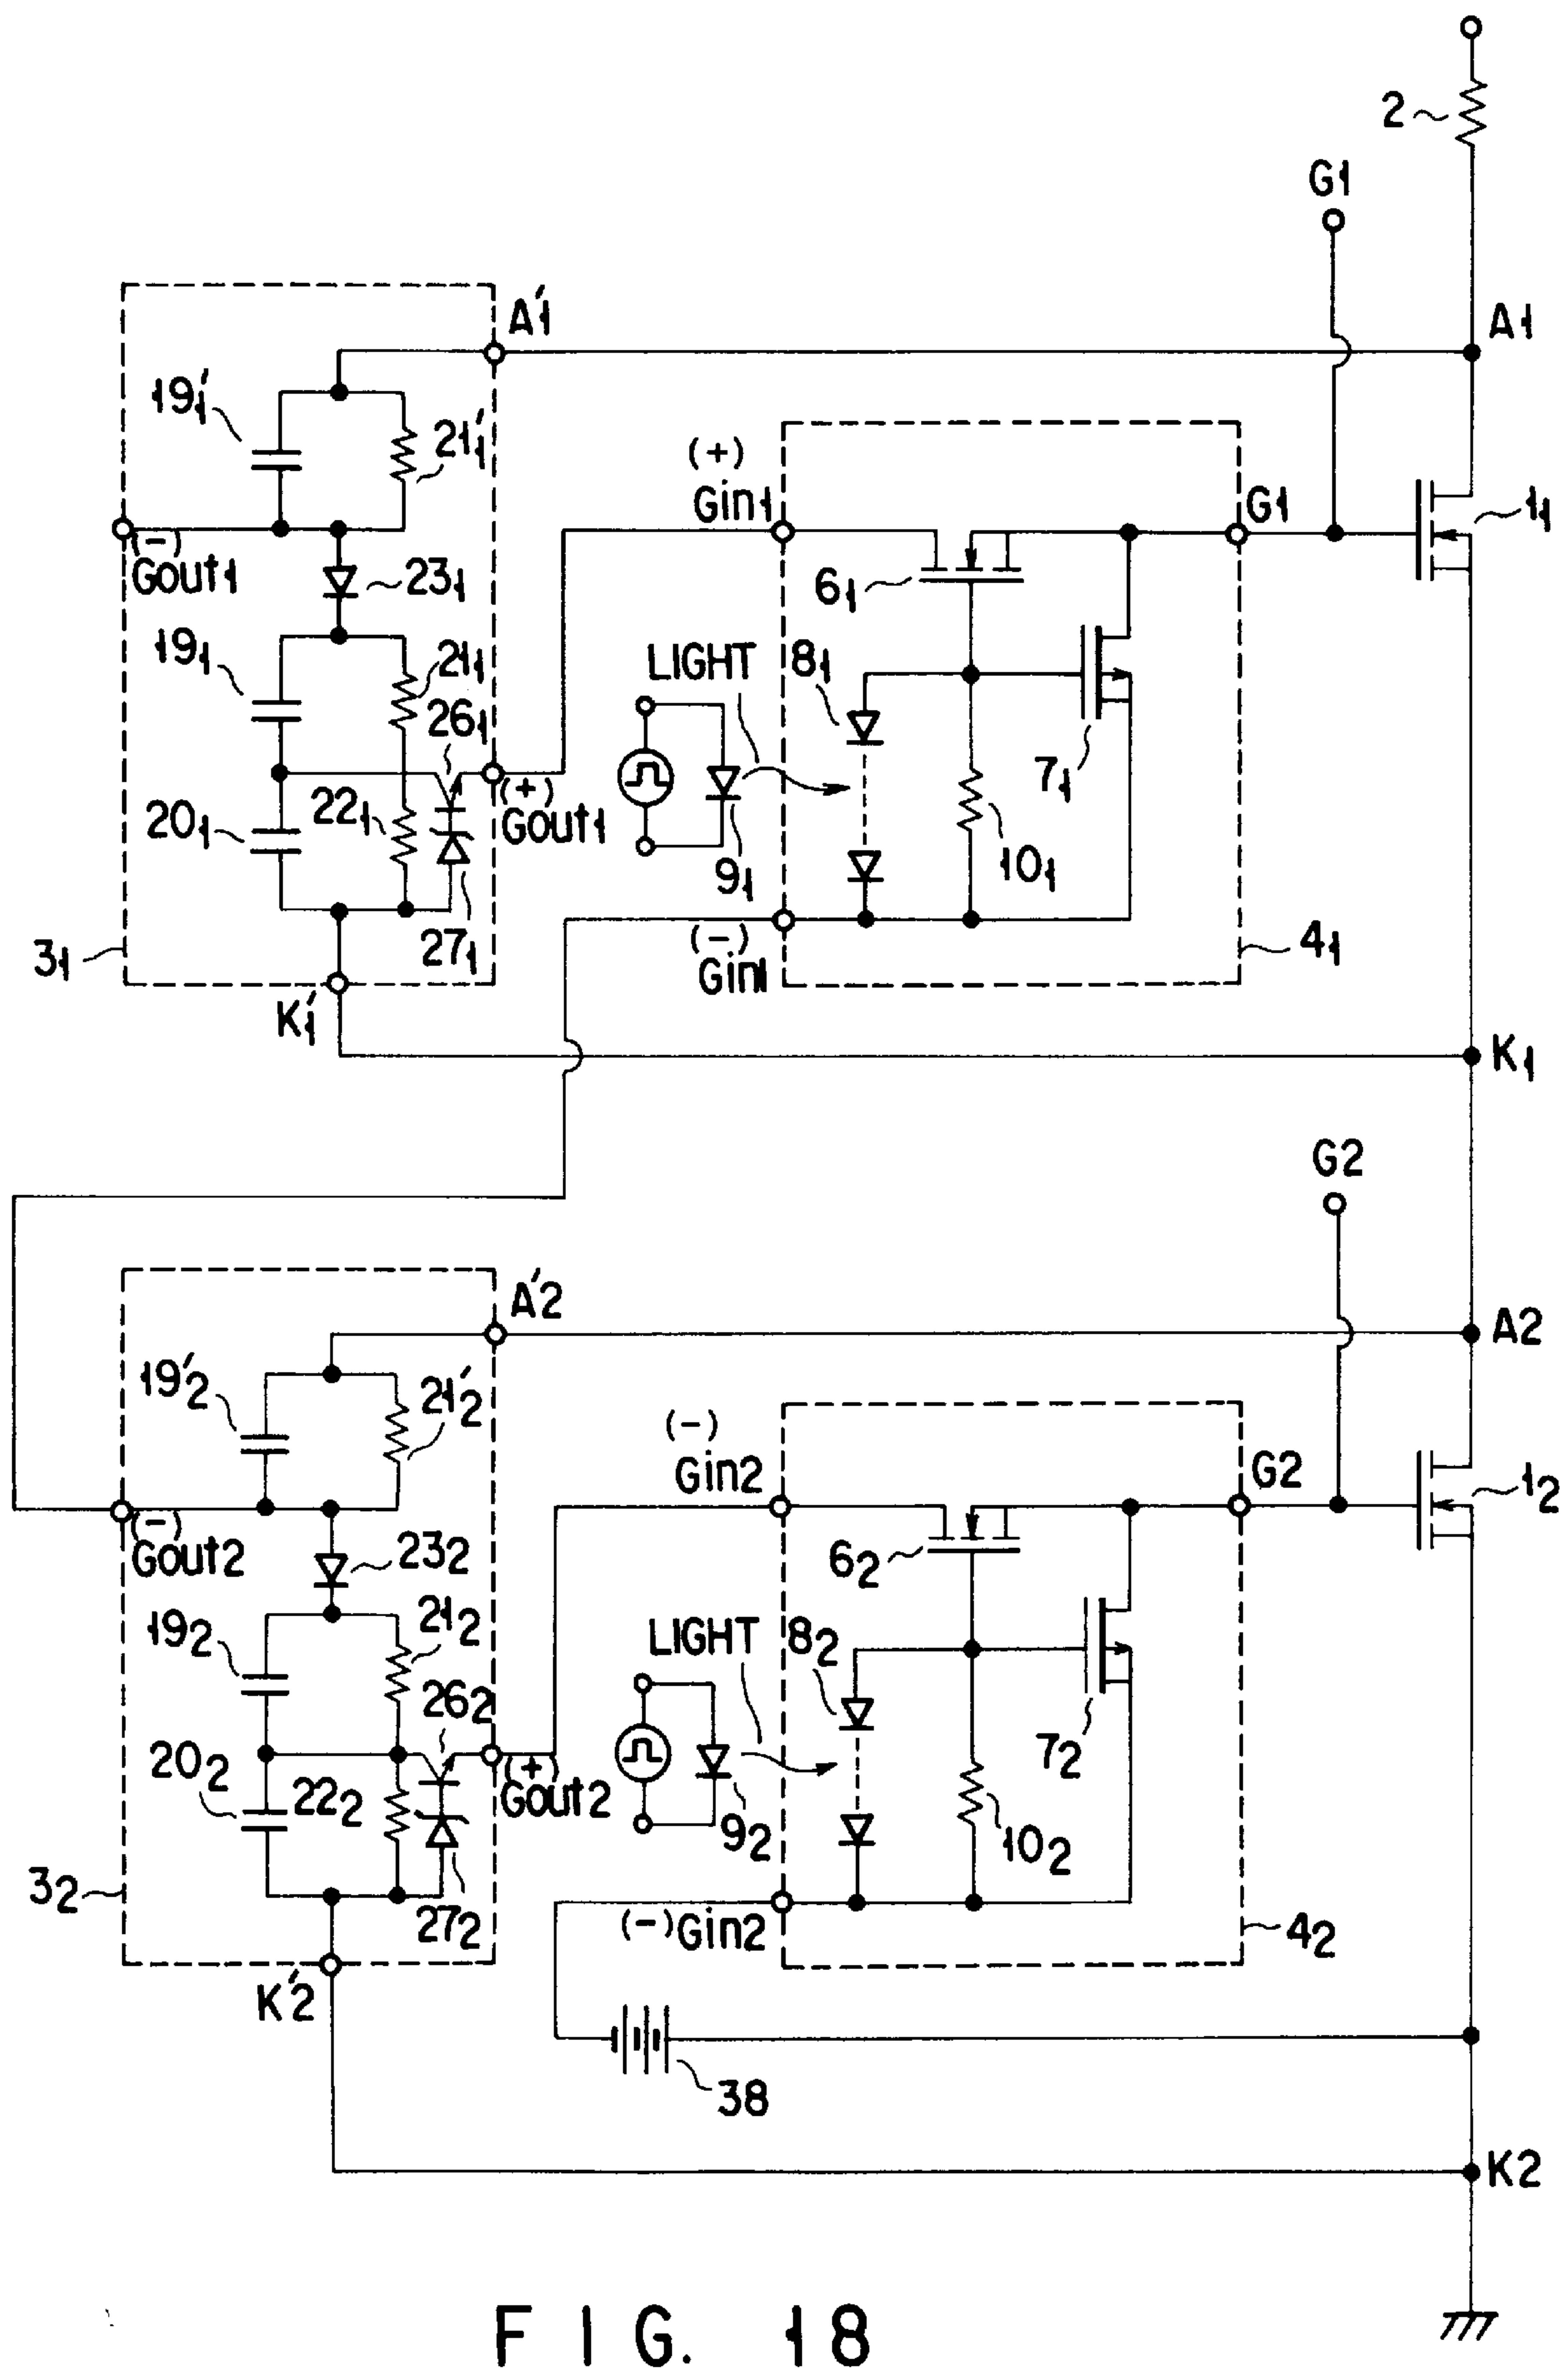 2
G1
A'1
A1
19'1
21'1
(+)
Gin1
G1
11
(-)
Gout1
231
61
191
211
LIGHT
81
261
71
(+)
Gout1
201
221
91
101
271
(-)
Gin1
31
41
K'1
K1
G2
A'2
A2
19'2
21'2
(-)
Gin2
G2
12
(-)
Gout2
232
62
192
212
LIGHT
82
262
72
202
222
(+)
Gout2
92
102
32
272
(-)Gin2
42
K'2
38
K2
FIG. 18